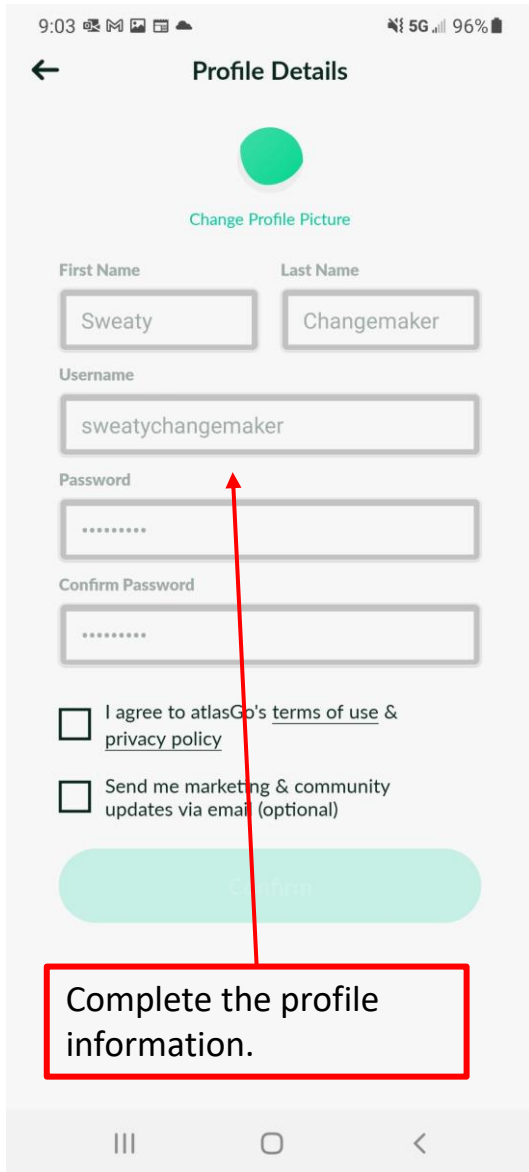 9:03 5G 96%
Profile Details
Change Profile Picture
First Name Last Name
Sweaty Changemaker
Username
sweatychangemaker
Password
•••••••••
Confirm Password
•••••••••
I agree to atlasGo's terms of use &
privacy policy
Send me marketing & community
updates via email (optional)
Confirm
Complete the profile
information.